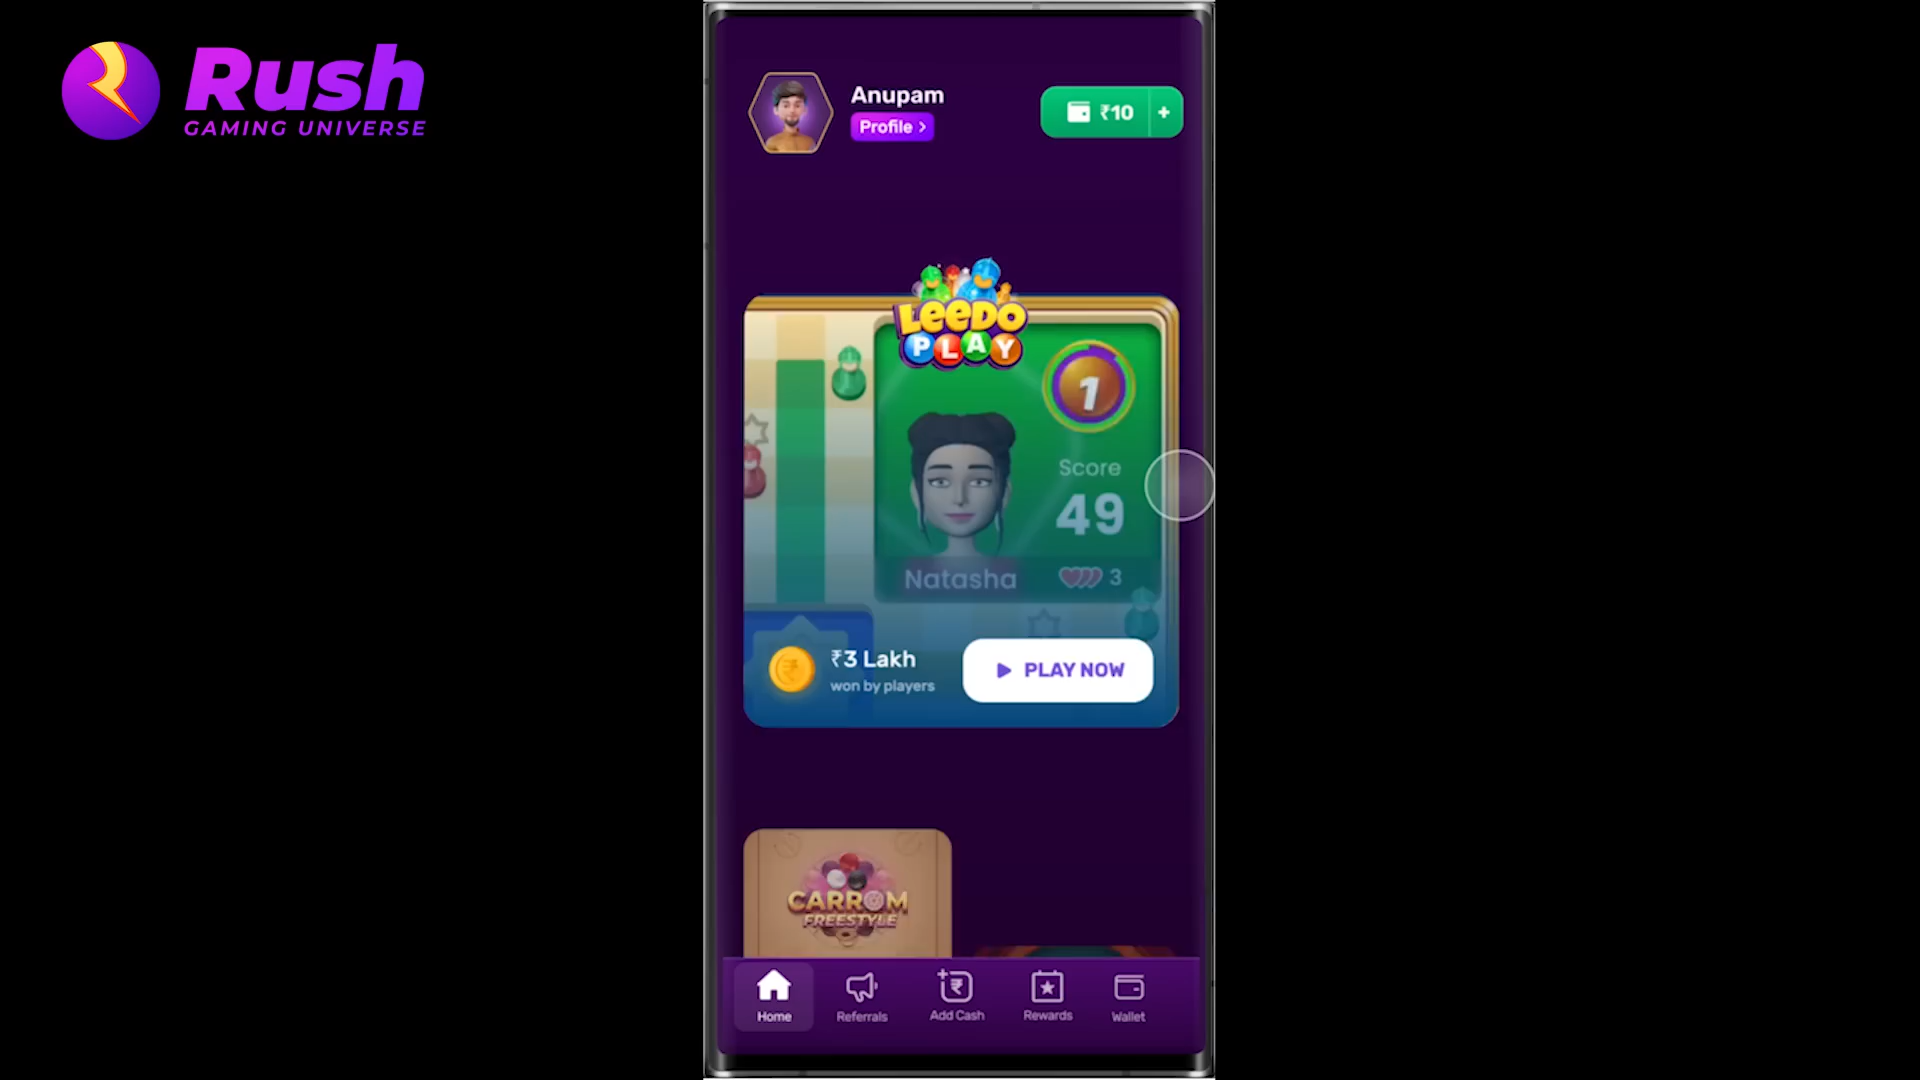 Rush
GAMING UNIVERSE
Anupam
Profile >
₹10 +
LEEDO
PLAY
1
Score
49
Natasha
3
₹3 Lakh
won by players
PLAY NOW
CARROM
FREESTYLE
Home
Referrals
Add Cash
Rewards
Wallet